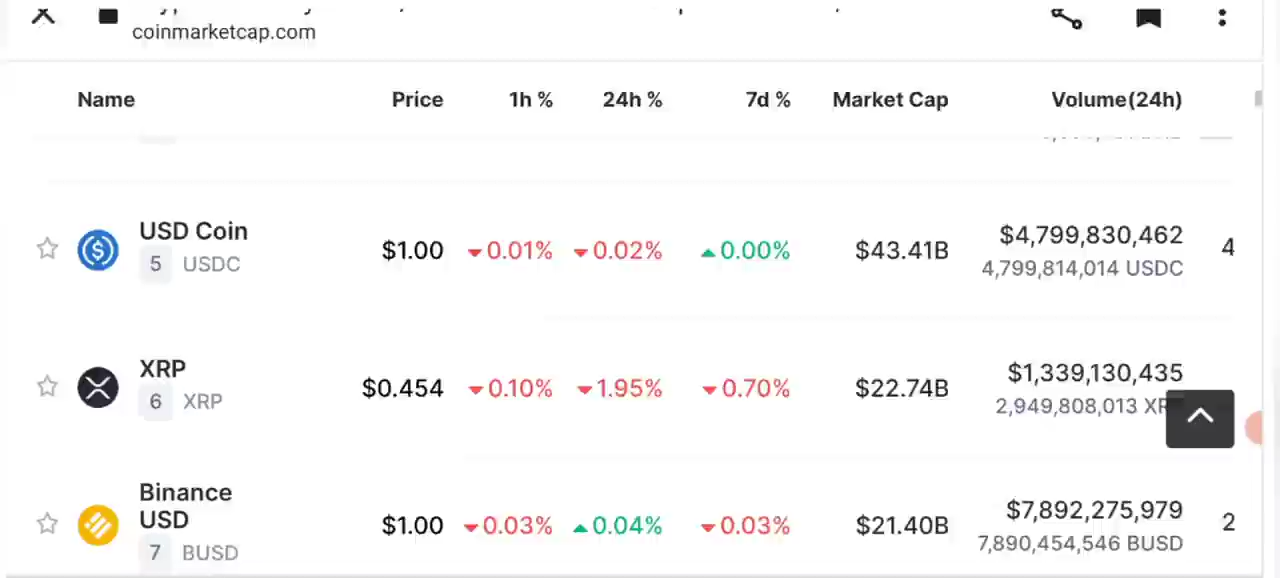 coinmarketcap.com
Name Price 1h % 24h % 7d % Market Cap Volume(24h)
USD Coin
5 USDC
$1.00 0.01% 0.02% 0.00% $43.41B $4,799,830,462
4,799,814,014 USDC
4
XRP
6 XRP
$0.454 0.10% 1.95% 0.70% $22.74B $1,339,130,435
2,949,808,013
Binance
USD
7 BUSD
$1.00 0.03% 0.04% 0.03% $21.40B $7,892,275,979
7,890,454,546 BUSD
2